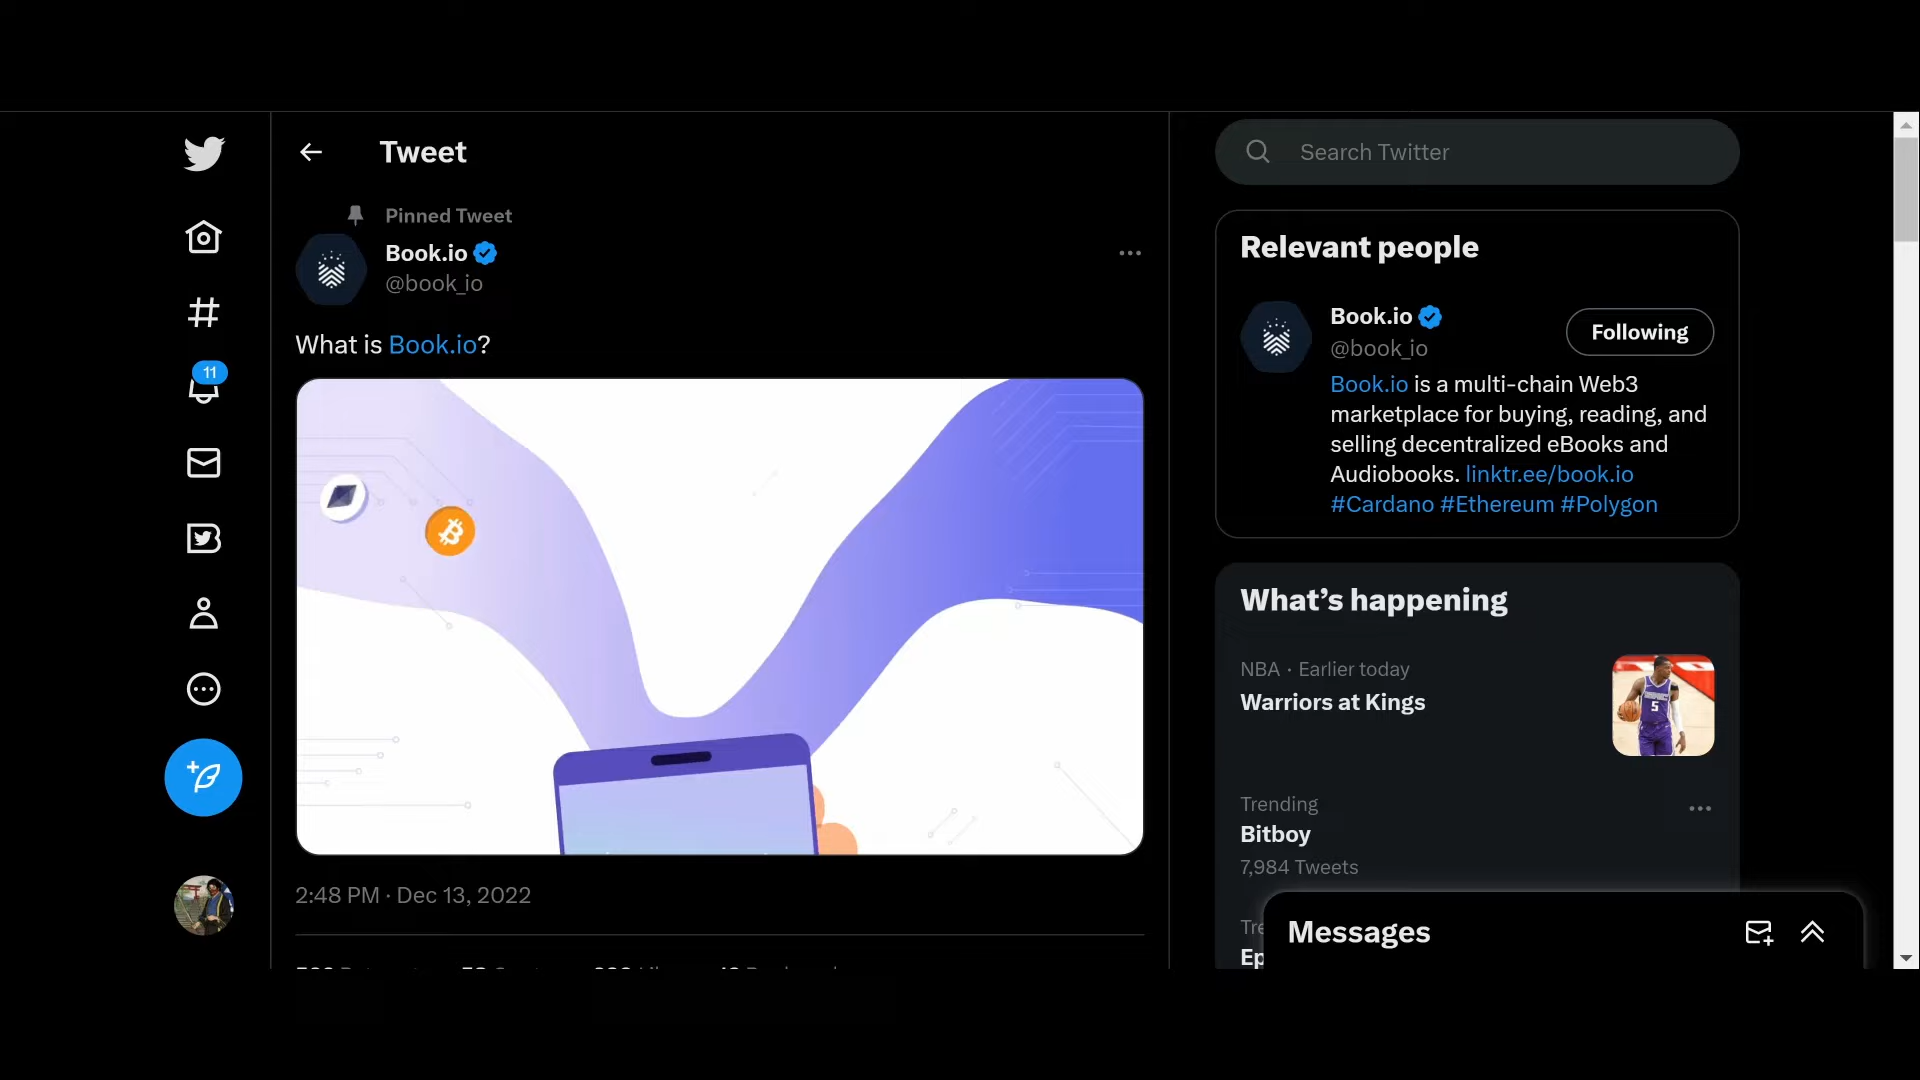 Tweet
Pinned Tweet
Book.io
@book_io
What is Book.io?
2:48 PM · Dec 13, 2022
11
Search Twitter
Relevant people
Book.io
@book_io
Following
Book.io is a multi-chain Web3
marketplace for buying, reading, and
selling decentralized eBooks and
Audiobooks. linktr.ee/book.io
#Cardano #Ethereum #Polygon
What's happening
NBA · Earlier today
Warriors at Kings
5
Trending
Bitboy
7,984 Tweets
Messages